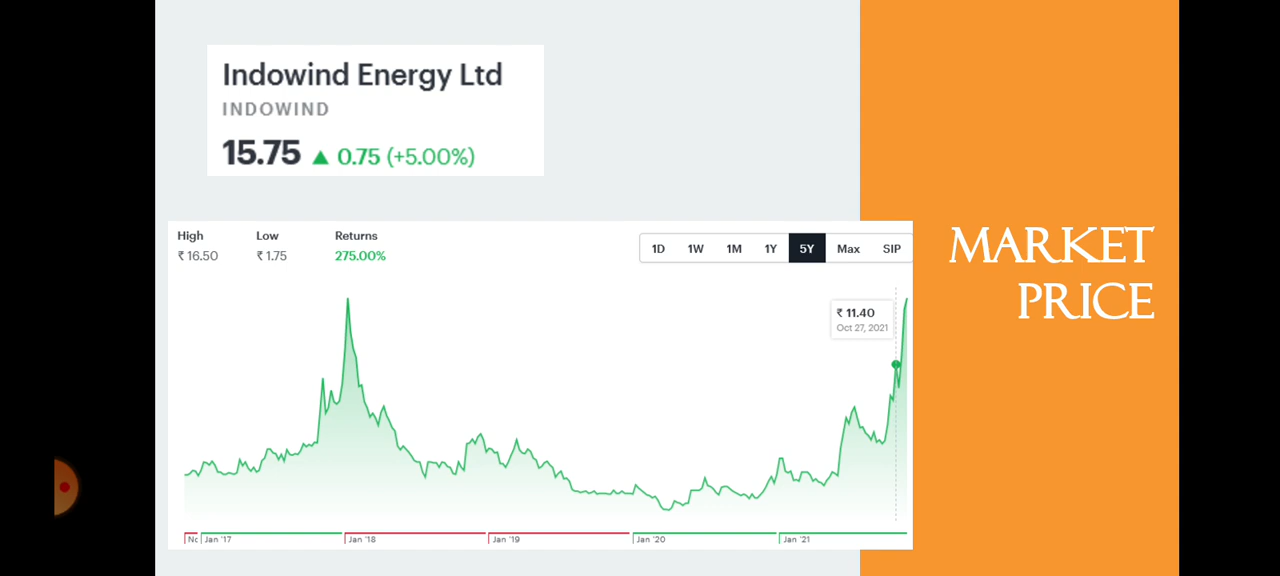 Indowind Energy Ltd
INDOWIND
15.75 ▲ 0.75 (+5.00%)
High Low Returns
₹ 16.50 ₹ 1.75 275.00%
1D 1W 1M 1Y 5Y Max SIP
MARKET
PRICE
₹ 11.40
Oct 27, 2021
Nc Jan '17 Jan '18 Jan '19 Jan '20 Jan '21